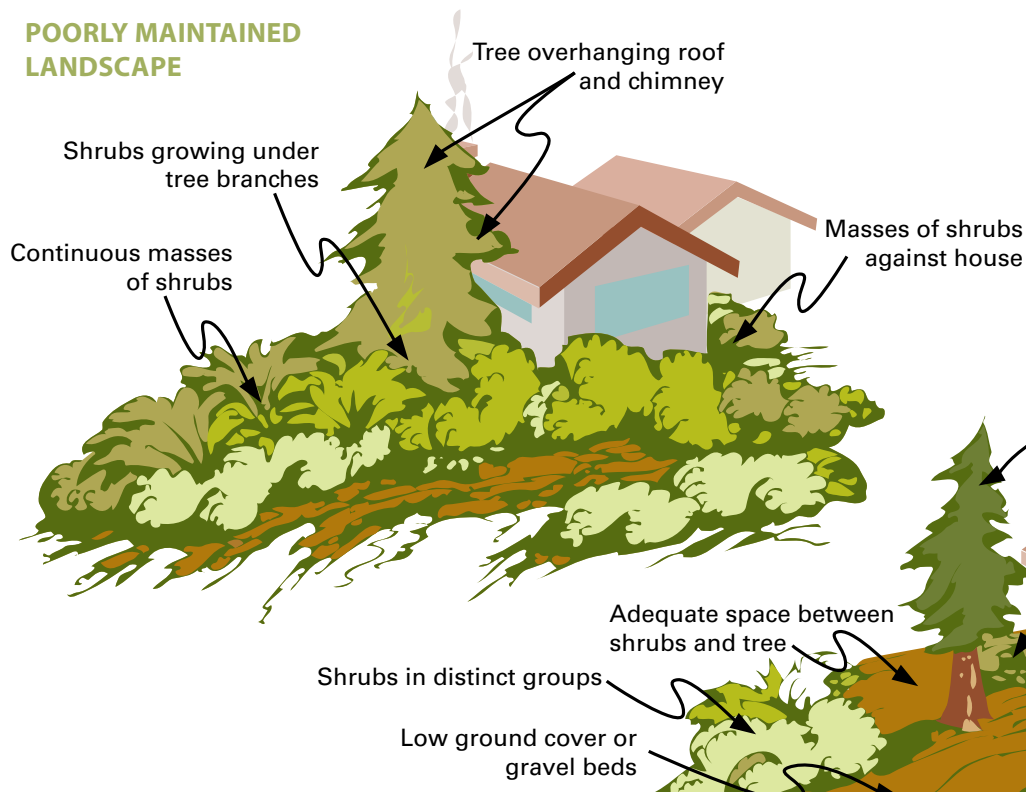 POORLY MAINTAINED
LANDSCAPE
Tree overhanging roof
and chimney
Shrubs growing under
tree branches
Continuous masses
of shrubs
Masses of shrubs
against house
Adequate space between
shrubs and tree
Shrubs in distinct groups
Low ground cover or
gravel beds